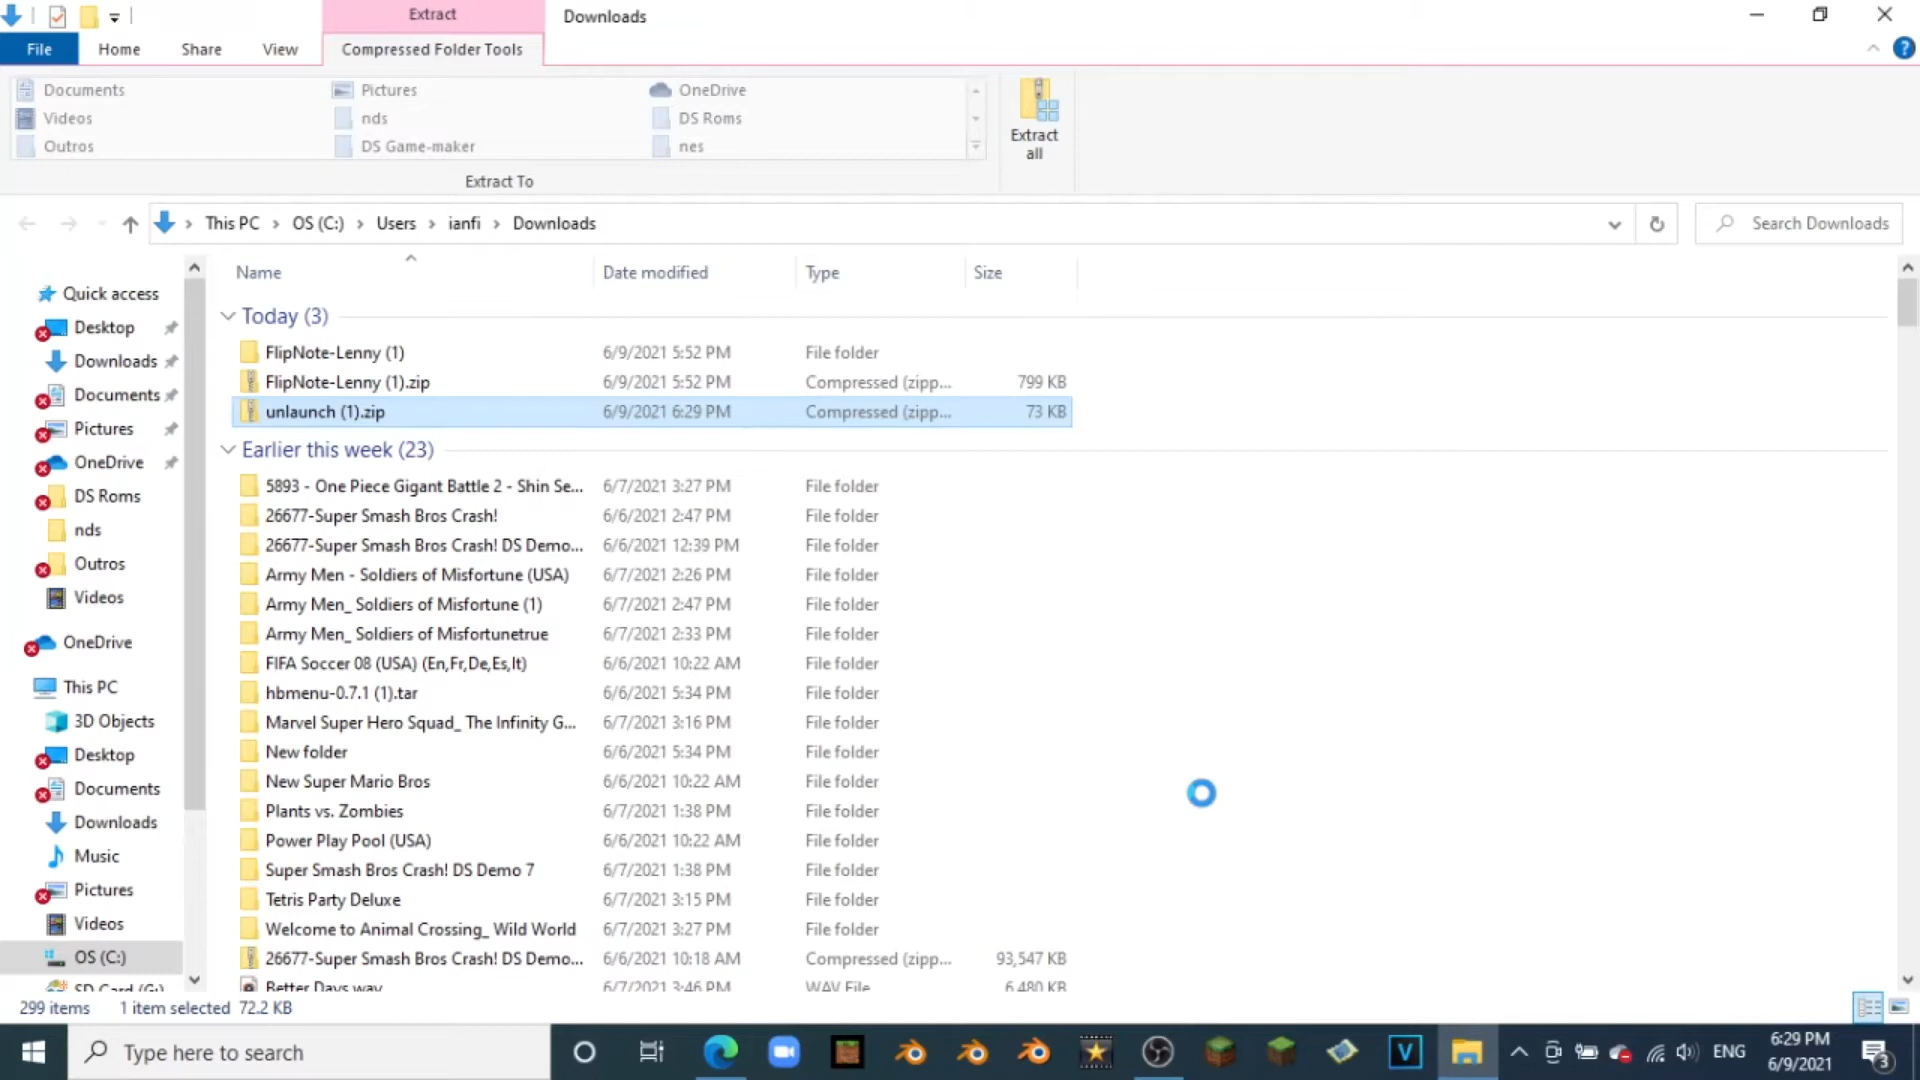 Extract
Downloads
File Home Share View Compressed Folder Tools
?
Documents Pictures OneDrive
Videos nds DS Roms
Outros DS Game-maker nes
Extract all
Extract To
This PC › OS (C:) › Users › ianfi › Downloads
Search Downloads
Name Date modified Type Size
Quick access
Desktop
Downloads
Documents
Pictures
OneDrive
DS Roms
nds
Outros
Videos
OneDrive
This PC
3D Objects
Desktop
Documents
Downloads
Music
Pictures
Videos
OS (C:)
SD Card (G:)
Today (3)
FlipNote-Lenny (1) 6/9/2021 5:52 PM File folder
FlipNote-Lenny (1).zip 6/9/2021 5:52 PM Compressed (zipp... 799 KB
unlaunch (1).zip 6/9/2021 6:29 PM Compressed (zipp... 73 KB
Earlier this week (23)
5893 - One Piece Gigant Battle 2 - Shin Se... 6/7/2021 3:27 PM File folder
26677-Super Smash Bros Crash! 6/6/2021 2:47 PM File folder
26677-Super Smash Bros Crash! DS Demo... 6/6/2021 12:39 PM File folder
Army Men - Soldiers of Misfortune (USA) 6/7/2021 2:26 PM File folder
Army Men_ Soldiers of Misfortune (1) 6/7/2021 2:47 PM File folder
Army Men_ Soldiers of Misfortunetrue 6/7/2021 2:33 PM File folder
FIFA Soccer 08 (USA) (En,Fr,De,Es,It) 6/6/2021 10:22 AM File folder
hbmenu-0.7.1 (1).tar 6/6/2021 5:34 PM File folder
Marvel Super Hero Squad_ The Infinity G... 6/7/2021 3:16 PM File folder
New folder 6/6/2021 5:34 PM File folder
New Super Mario Bros 6/6/2021 10:22 AM File folder
Plants vs. Zombies 6/7/2021 1:38 PM File folder
Power Play Pool (USA) 6/6/2021 10:22 AM File folder
Super Smash Bros Crash! DS Demo 7 6/7/2021 1:38 PM File folder
Tetris Party Deluxe 6/7/2021 3:15 PM File folder
Welcome to Animal Crossing_ Wild World 6/7/2021 3:27 PM File folder
26677-Super Smash Bros Crash! DS Demo... 6/6/2021 10:18 AM Compressed (zipp... 93,547 KB
Better Days.wav 6/7/2021 3:46 PM WAV File 6,480 KB
299 items 1 item selected 72.2 KB
Type here to search
V
ENG
6:29 PM
6/9/2021
3